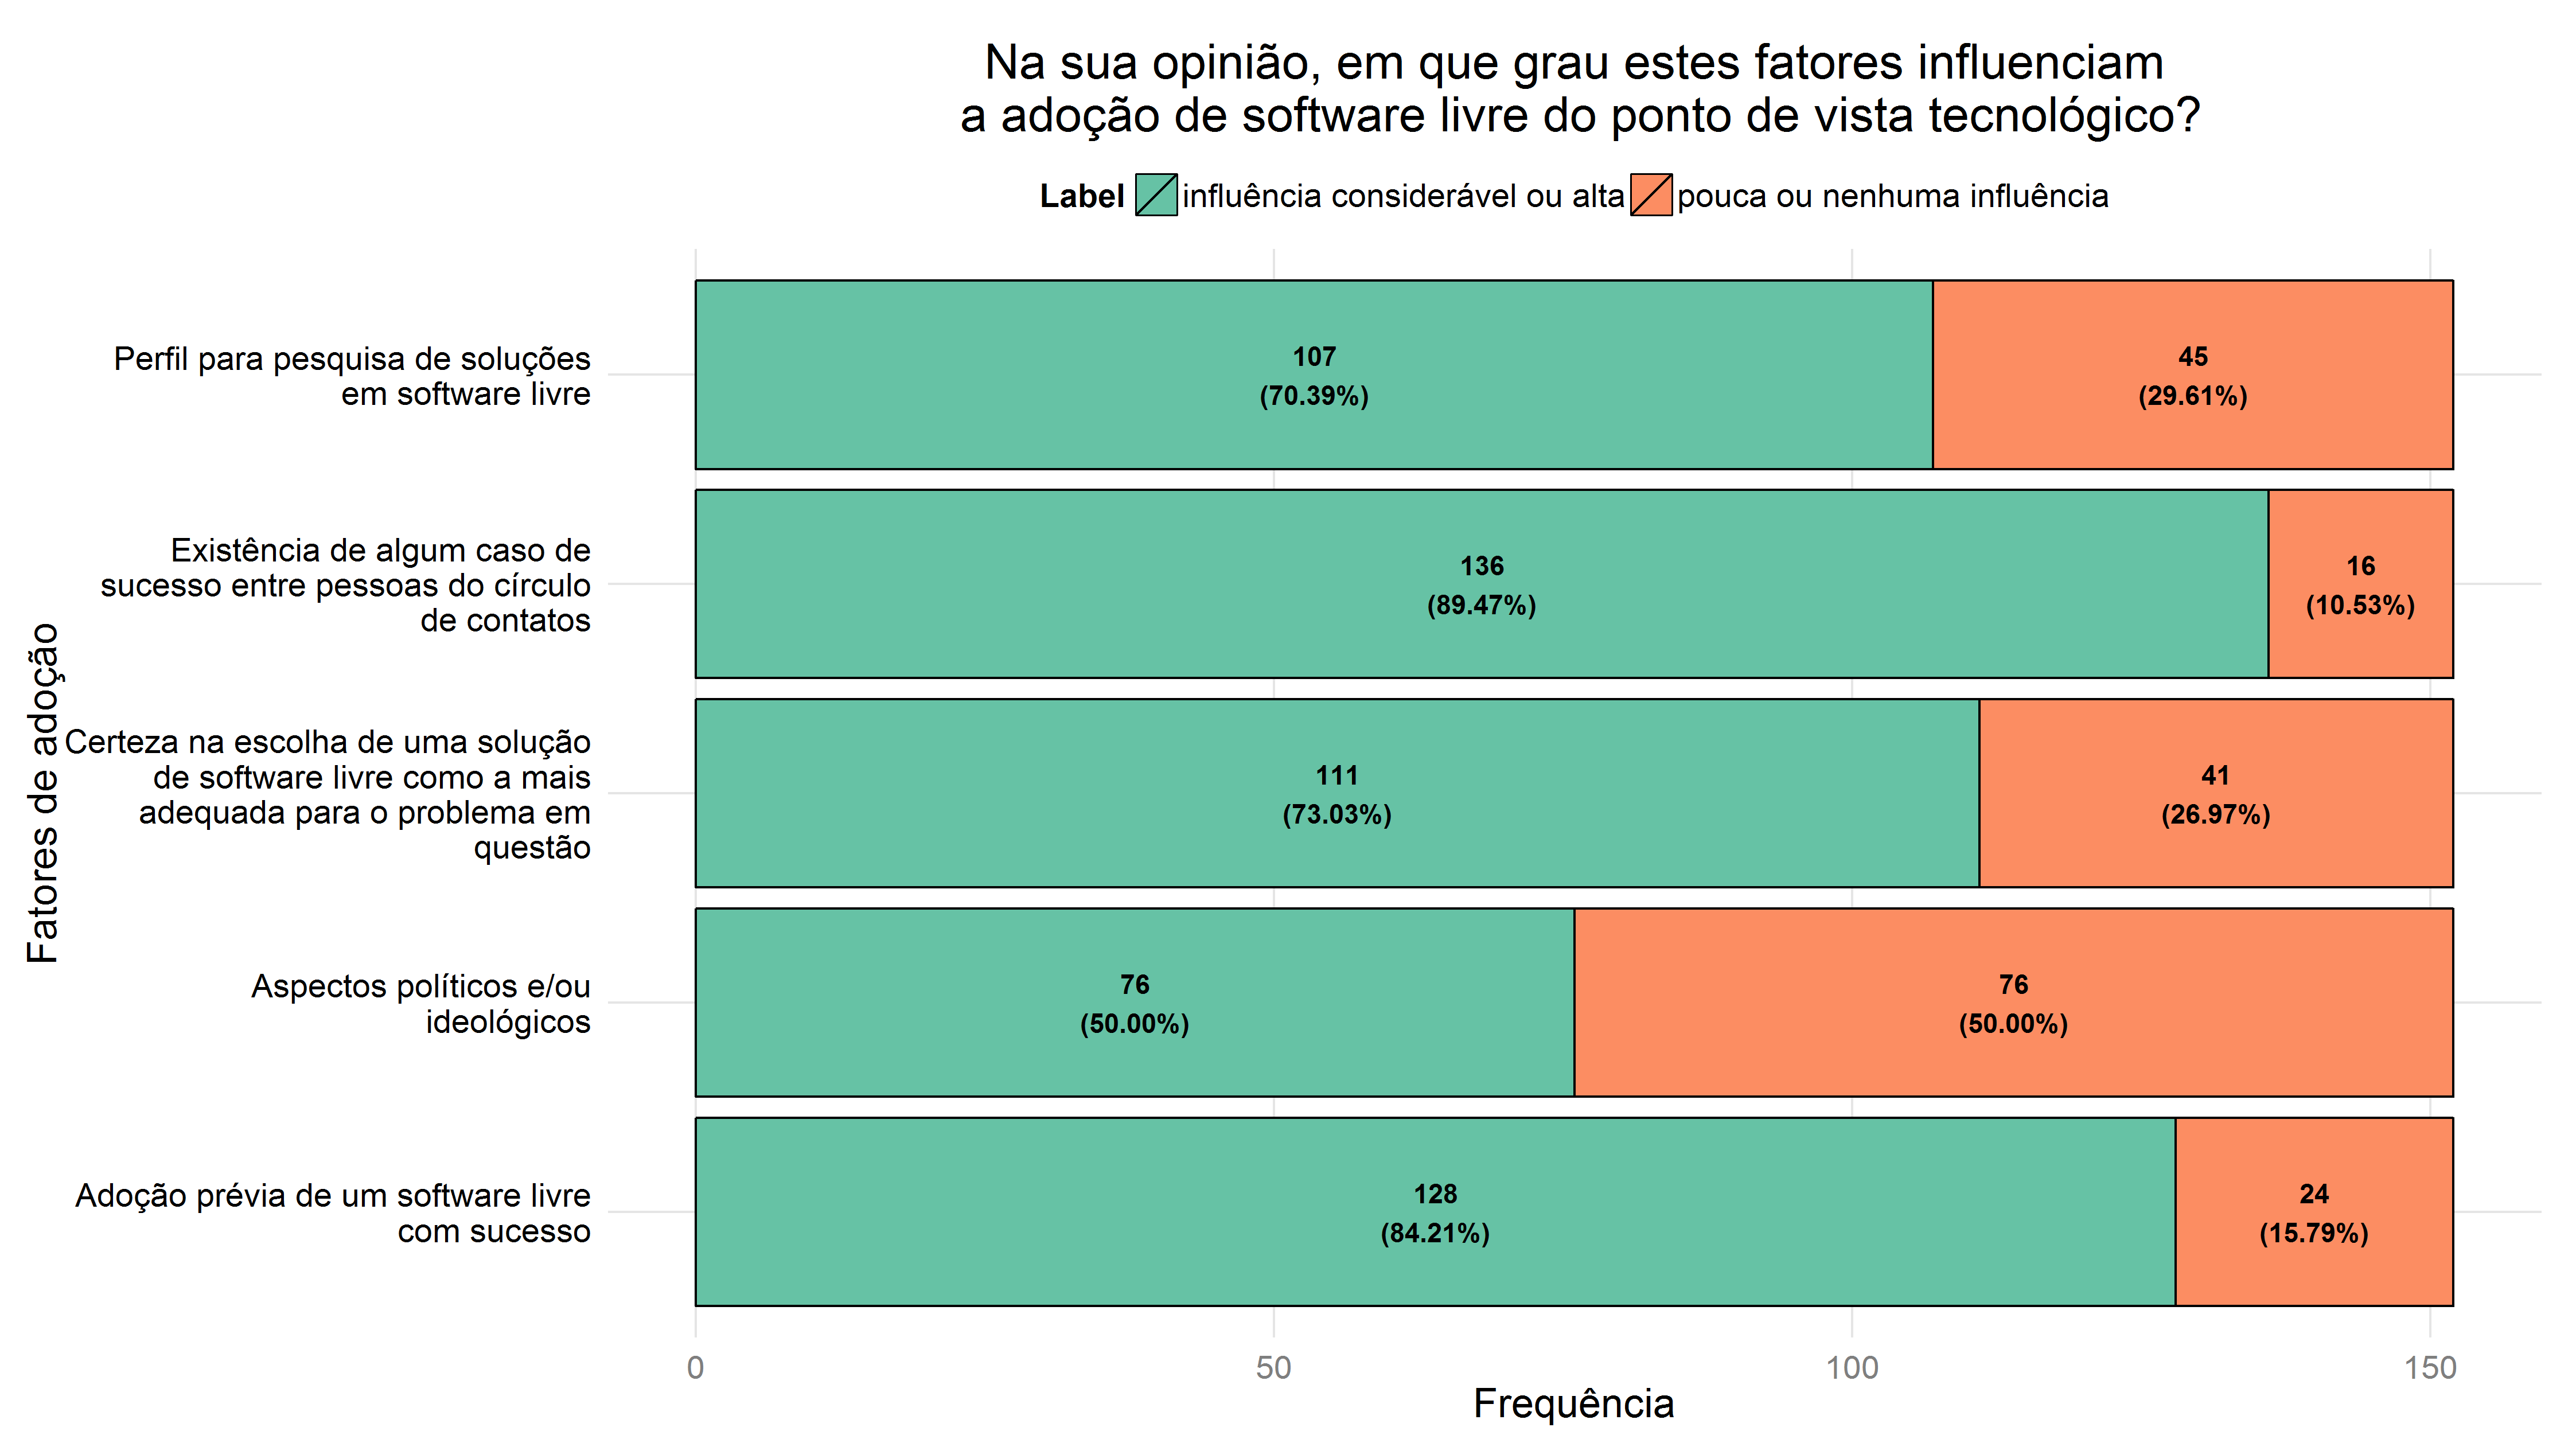 Na sua opinião, em que grau estes fatores influenciam
a adoção de software livre do ponto de vista tecnológico?
Label influência considerável ou alta pouca ou nenhuma influência
Fatores de adoção
Perfil para pesquisa de soluções
em software livre
107
(70.39%)
45
(29.61%)
Existência de algum caso de
sucesso entre pessoas do círculo
de contatos
136
(89.47%)
16
(10.53%)
Certeza na escolha de uma solução
de software livre como a mais
adequada para o problema em
questão
111
(73.03%)
41
(26.97%)
Aspectos políticos e/ou
ideológicos
76
(50.00%)
76
(50.00%)
Adoção prévia de um software livre
com sucesso
128
(84.21%)
24
(15.79%)
0 50 100 150
Frequência